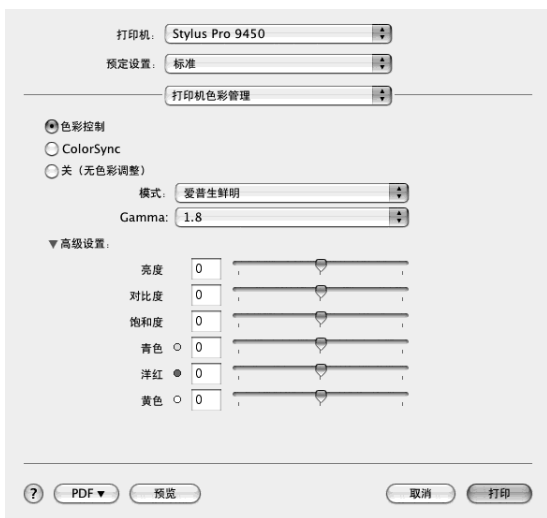 打印机: Stylus Pro 9450
预定设置: 标准
打印机色彩管理
色彩控制
ColorSync
关（无色彩调整）
模式: 爱普生鲜明
Gamma: 1.8
高级设置:
亮度 0
对比度 0
饱和度 0
青色 0
洋红 0
黄色 0
? PDF 预览 取消 打印